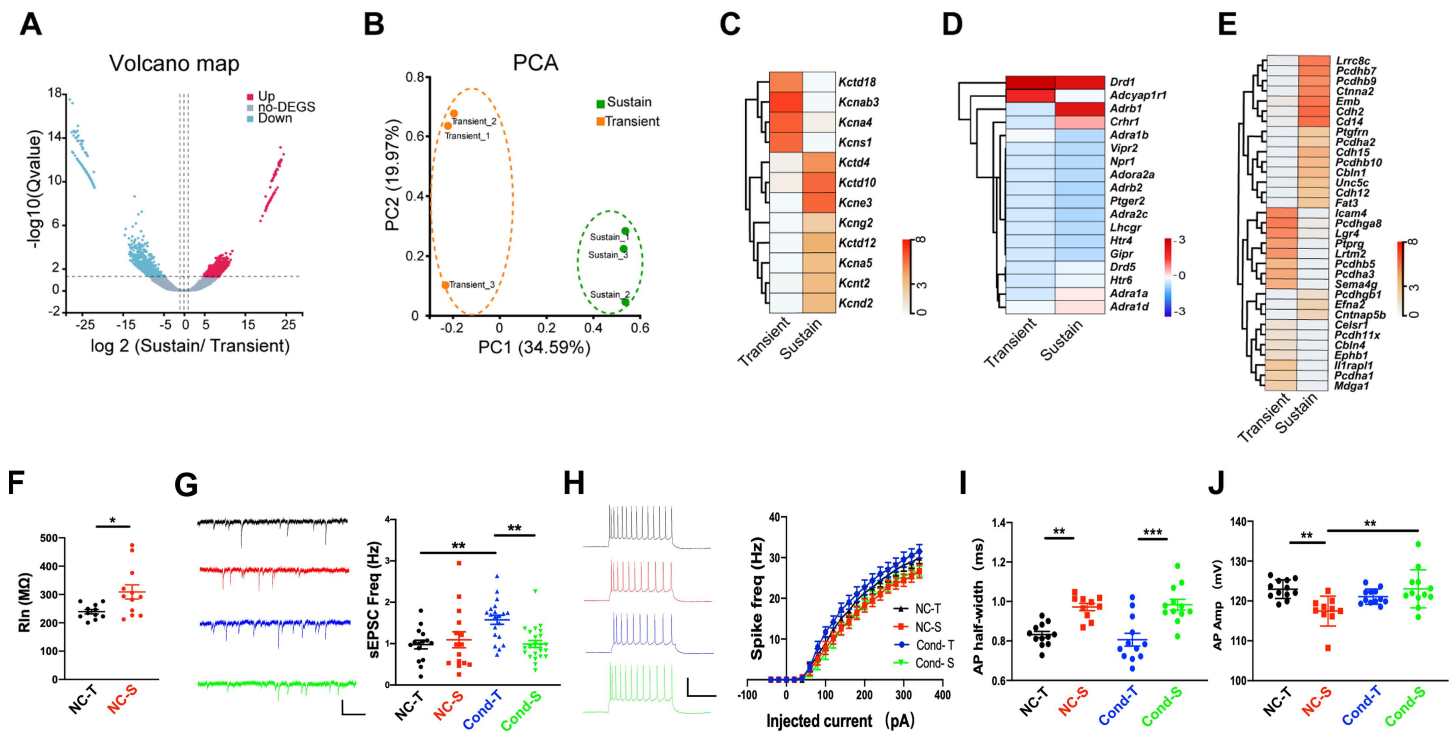 A
Volcano map
18
14
10
6
2
0
-2
-log10(Qvalue)
Up
no-DEGS
Down
-25
-15
-5
0
5
15
25
log 2 (Sustain/ Transient)
B
PCA
0.8
0.6
0.4
0.2
0
PC2 (19.97%)
Sustain
Transient
Transient_2
Transient_1
Transient_3
Sustain_1
Sustain_3
Sustain_2
-0.2
0
0.2
0.4
0.6
PC1 (34.59%)
C
Kctd18
Kcnab3
Kcna4
Kcns1
Kctd4
Kctd10
Kcne3
Kcng2
Kctd12
Kcna5
Kcnt2
Kcnd2
8
3
0
Transient
Sustain
D
Drd1
Adcyap1r1
Adrb1
Crhr1
Adra1b
Vipr2
Npr1
Adora2a
Adrb2
Ptger2
Adra2c
Lhcgr
Htr4
Gipr
Drd5
Htr6
Adra1a
Adra1d
3
0
-3
Transient
Sustain
E
Lrrc8c
Pcdhb7
Pcdhb9
Ctnna2
Emb
Cdh2
Cd14
Ptgfrn
Pcdha2
Cdh15
Pcdhb10
Cbln1
Unc5c
Cdh12
Fat3
Icam4
Pcdhga8
Lgr4
Ptprg
Lrtm2
Pcdhb5
Pcdha3
Sema4g
Pcdhgb1
Efna2
Cntnap5b
Celsr1
Pcdh11x
Cbln4
Ephb1
Il1rapl1
Pcdha1
Mdga1
8
3
0
Transient
Sustain
F
RIn (MΩ)
500
400
300
200
100
0
*
NC-T
NC-S
G
sEPSC Freq (Hz)
4
3
2
1
0
**
**
NC-T
NC-S
Cond-T
Cond-S
H
Spike freq (Hz)
40
30
20
10
-100
0
100
200
300
400
Injected current (pA)
NC-T
NC-S
Cond- T
Cond- S
I
AP half-width (ms)
1.4
1.2
1.0
0.8
0.6
**
***
NC-T
NC-S
Cond-T
Cond-S
J
AP Amp (mV)
140
130
120
110
100
**
**
NC-T
NC-S
Cond-T
Cond-S